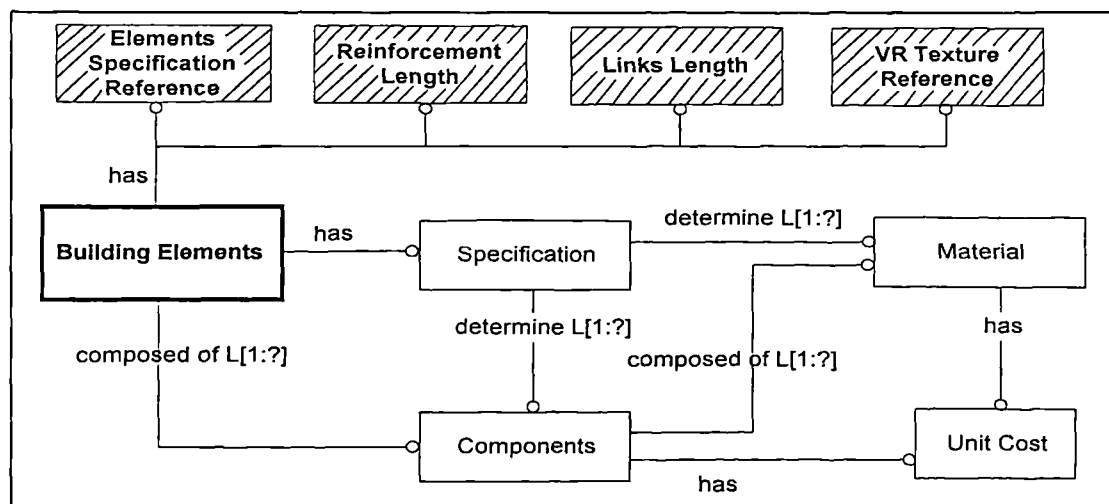 Elements
Specification
Reference
Reinforcement
Length
Links Length
VR Texture
Reference
has
Building Elements
has
Specification
determine L[1:?]
Material
composed of L[1:?]
determine L[1:?]
composed of L[1:?]
has
Components
has
Unit Cost